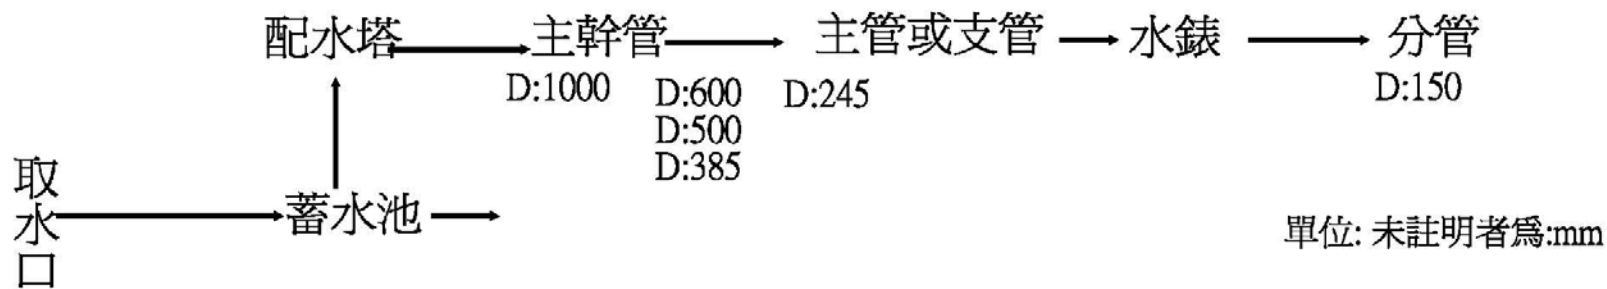 配水塔 主幹管 主管或支管 水錶 分管
D:1000 D:600 D:245 D:150
D:500
D:385
取水口
蓄水池
單位: 未註明者爲:mm